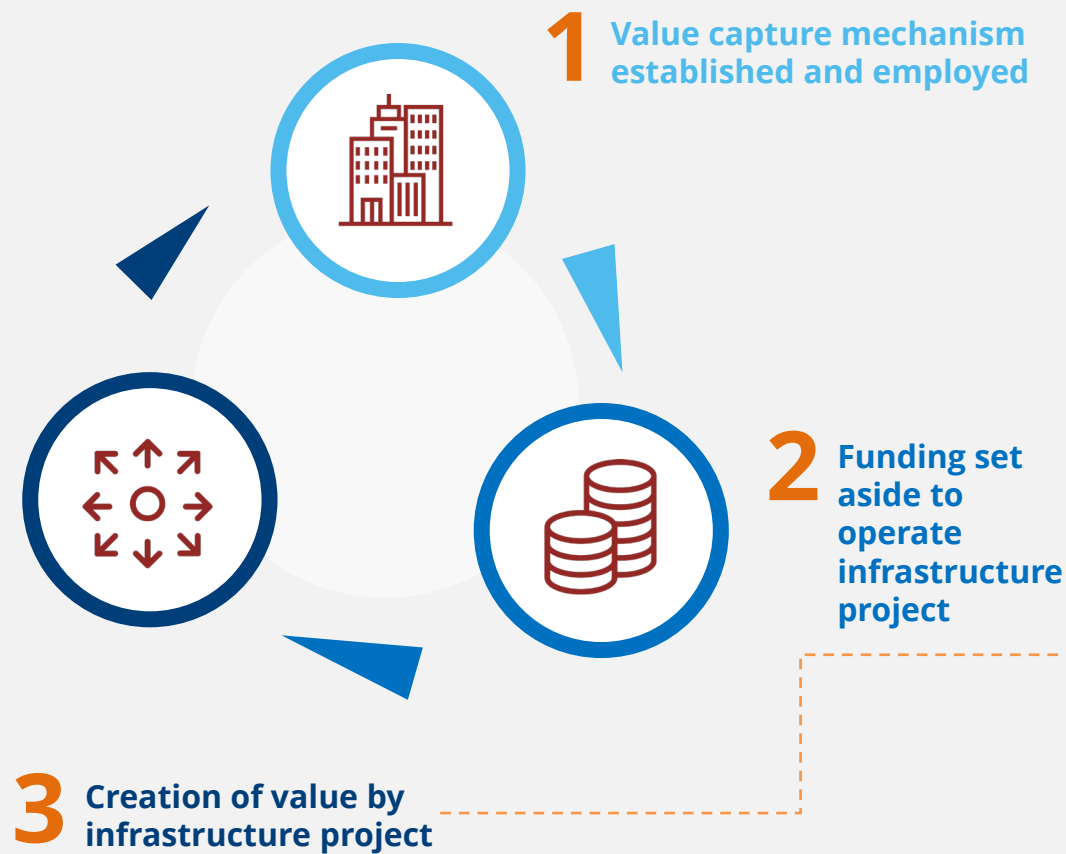 1 Value capture mechanism
established and employed
2 Funding set
aside to
operate
infrastructure
project
3 Creation of value by
infrastructure project